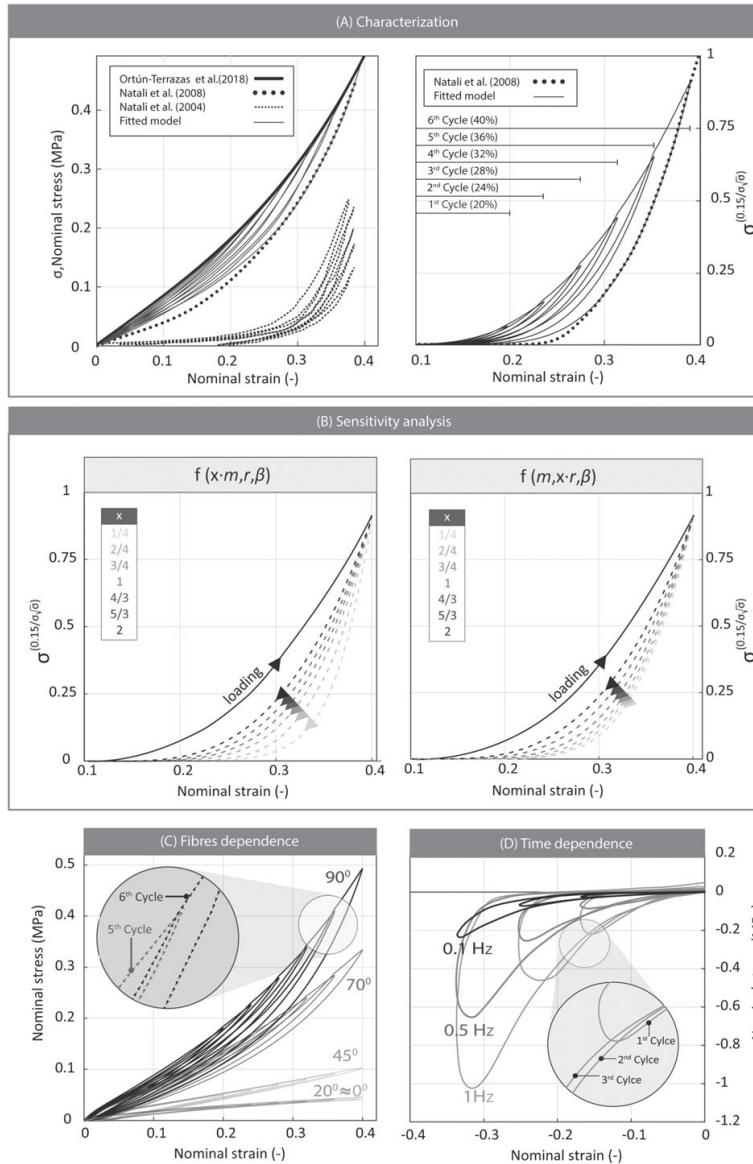 (A) Characterization
Ortún-Terrazas et al.(2018)
Natali et al. (2008)
Natali et al. (2004)
Fitted model
σ,Nominal stress (MPa)
0.4
0.3
0.2
0.1
0
0 0.1 0.2 0.3 0.4
Nominal strain (-)
Natali et al. (2008)
Fitted model
6th Cycle (40%)
5th Cycle (36%)
4th Cycle (32%)
3rd Cycle (28%)
2nd Cycle (24%)
1st Cycle (20%)
1
0.75
0.5
0.25
0
σ(0.15/σ√σ̅)
0.1 0.2 0.3 0.4
Nominal strain (-)
(B) Sensitivity analysis
f (x·m,r,β)
1
0.75
0.5
0.25
0
σ(0.15/σ√σ̅)
x
1/4
2/4
3/4
1
4/3
5/3
2
loading
0.1 0.2 0.3 0.4
Nominal strain (-)
f (m,x·r,β)
x
1/4
2/4
3/4
1
4/3
5/3
2
loading
1
0.75
0.5
0.25
0
σ(0.15/σ√σ̅)
0.1 0.2 0.3 0.4
Nominal strain (-)
(C) Fibres dependence
Nominal stress (MPa)
0.5
0.4
0.3
0.2
0.1
0
6th Cycle
5th Cycle
90⁰
70⁰
45⁰
20⁰≈0⁰
0 0.1 0.2 0.3 0.4
Nominal strain (-)
(D) Time dependence
0.2
0
-0.2
-0.4
-0.6
-0.8
-1
-1.2
0.1 Hz
0.5 Hz
1Hz
1st Cylce
2nd Cylce
3rd Cylce
-0.4 -0.3 -0.2 -0.1 0
Nominal strain (-)